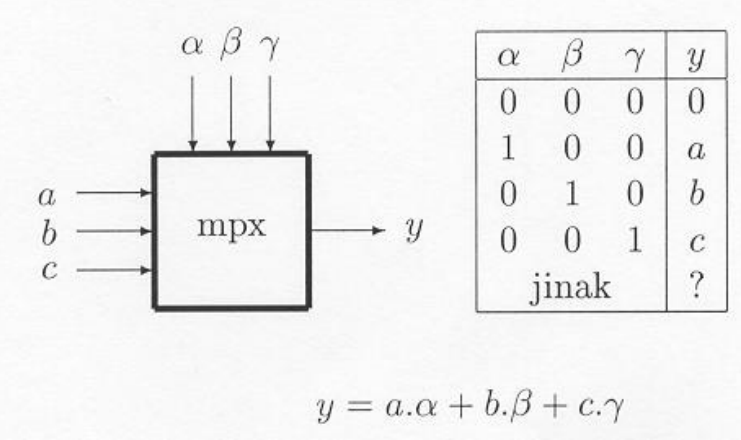 α β γ
a
b
c
mpx
y
α β γ y
0 0 0 0
1 0 0 a
0 1 0 b
0 0 1 c
jinak ?
y = a.α + b.β + c.γ